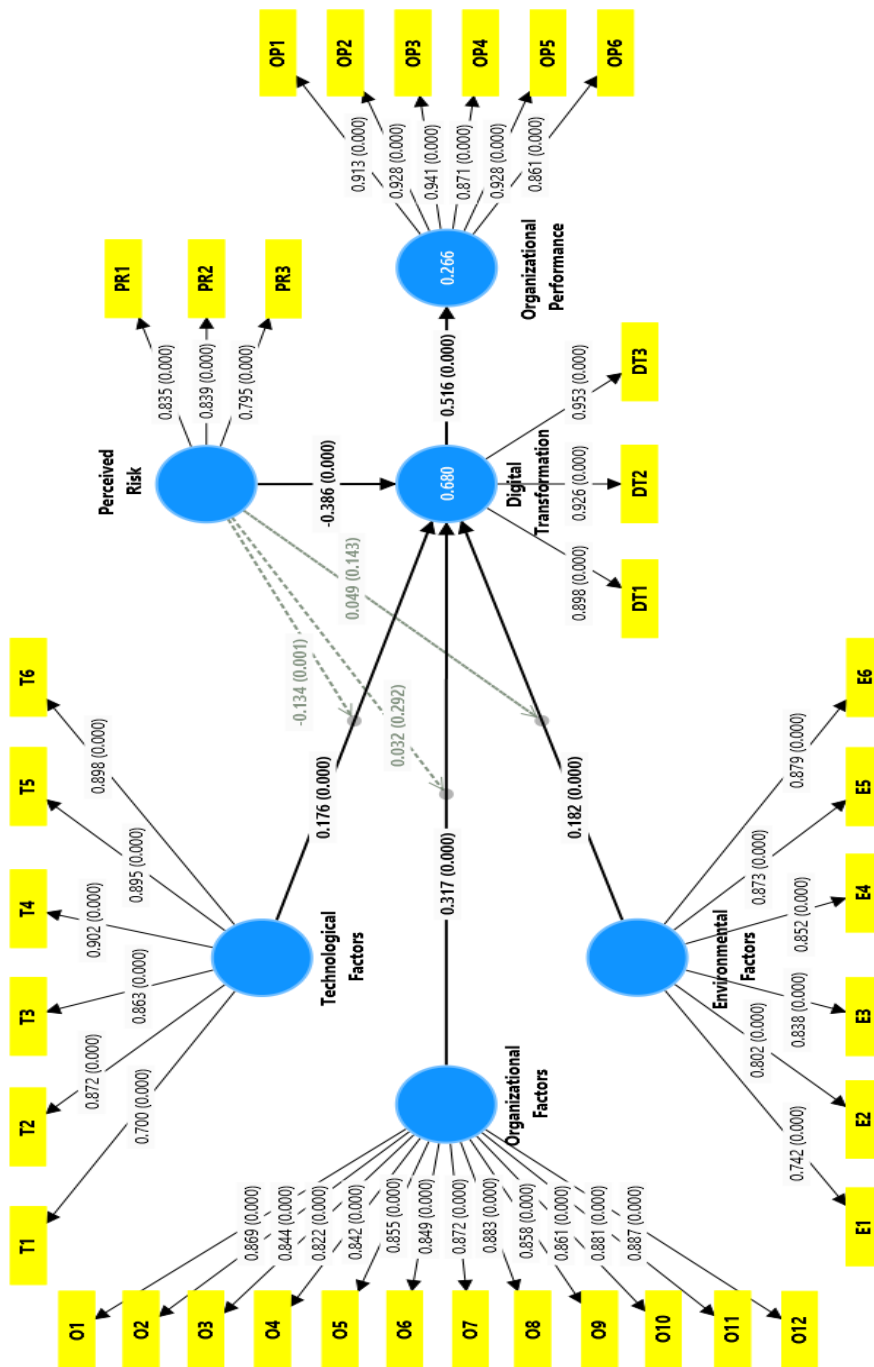 T1
T2
T3
T4
T5
T6
0.700 (0.000)
0.872 (0.000)
0.863 (0.000)
0.902 (0.000)
0.895 (0.000)
0.898 (0.000)
Technological
Factors
PR1
PR2
PR3
0.835 (0.000)
0.839 (0.000)
0.795 (0.000)
Perceived
Risk
O1
O2
O3
O4
O5
O6
O7
O8
O9
O10
O11
O12
0.869 (0.000)
0.844 (0.000)
0.822 (0.000)
0.842 (0.000)
0.855 (0.000)
0.849 (0.000)
0.872 (0.000)
0.883 (0.000)
0.858 (0.000)
0.861 (0.000)
0.881 (0.000)
0.887 (0.000)
Organizational
Factors
0.176 (0.000)
0.317 (0.000)
0.182 (0.000)
-0.134 (0.001)
0.032 (0.292)
0.049 (0.143)
-0.386 (0.000)
0.680
Digital
Transformation
0.898 (0.000)
0.926 (0.000)
0.953 (0.000)
DT1
DT2
DT3
0.516 (0.000)
0.266
Organizational
Performance
0.913 (0.000)
0.928 (0.000)
0.941 (0.000)
0.871 (0.000)
0.928 (0.000)
0.861 (0.000)
OP1
OP2
OP3
OP4
OP5
OP6
Environmental
Factors
0.742 (0.000)
0.802 (0.000)
0.838 (0.000)
0.852 (0.000)
0.873 (0.000)
0.879 (0.000)
E1
E2
E3
E4
E5
E6